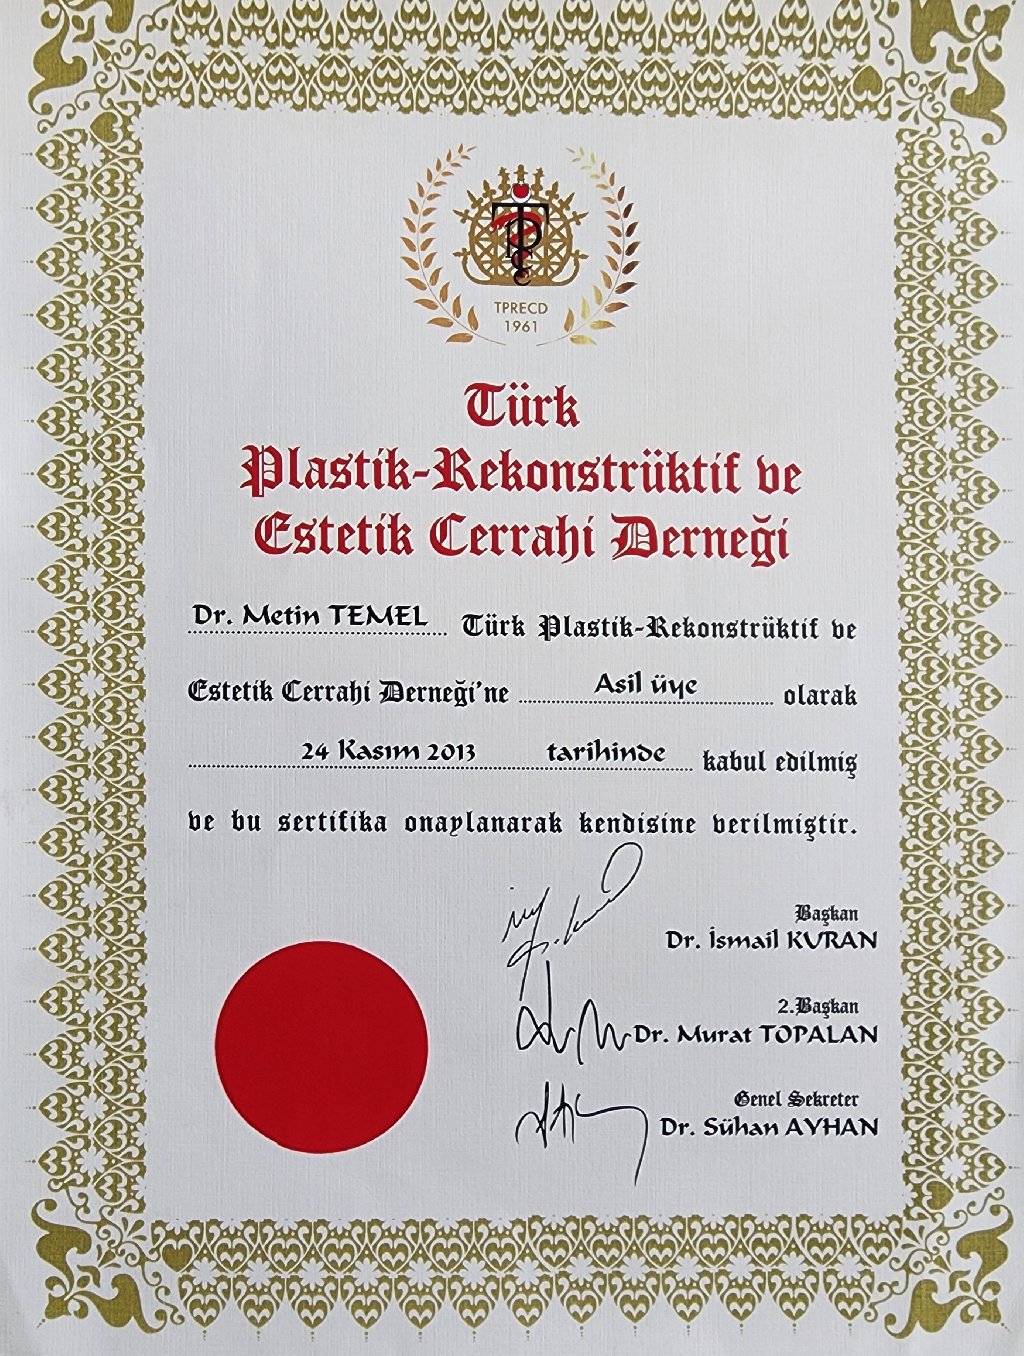 TPRECD
1961
Türk
Plastik-Rekonstrüktif ve
Estetik Cerrahi Derneği
Dr. Metin TEMEL Türk Plastik-Rekonstrüktif ve
Estetik Cerrahi Derneği'ne Asil üye olarak
24 Kasım 2013 tarihinde kabul edilmiş
ve bu sertifika onaylanarak kendisine verilmiştir.
Başkan
Dr. İsmail KURAN
2.Başkan
Dr. Murat TOPALAN
Genel Sekreter
Dr. Sühan AYHAN